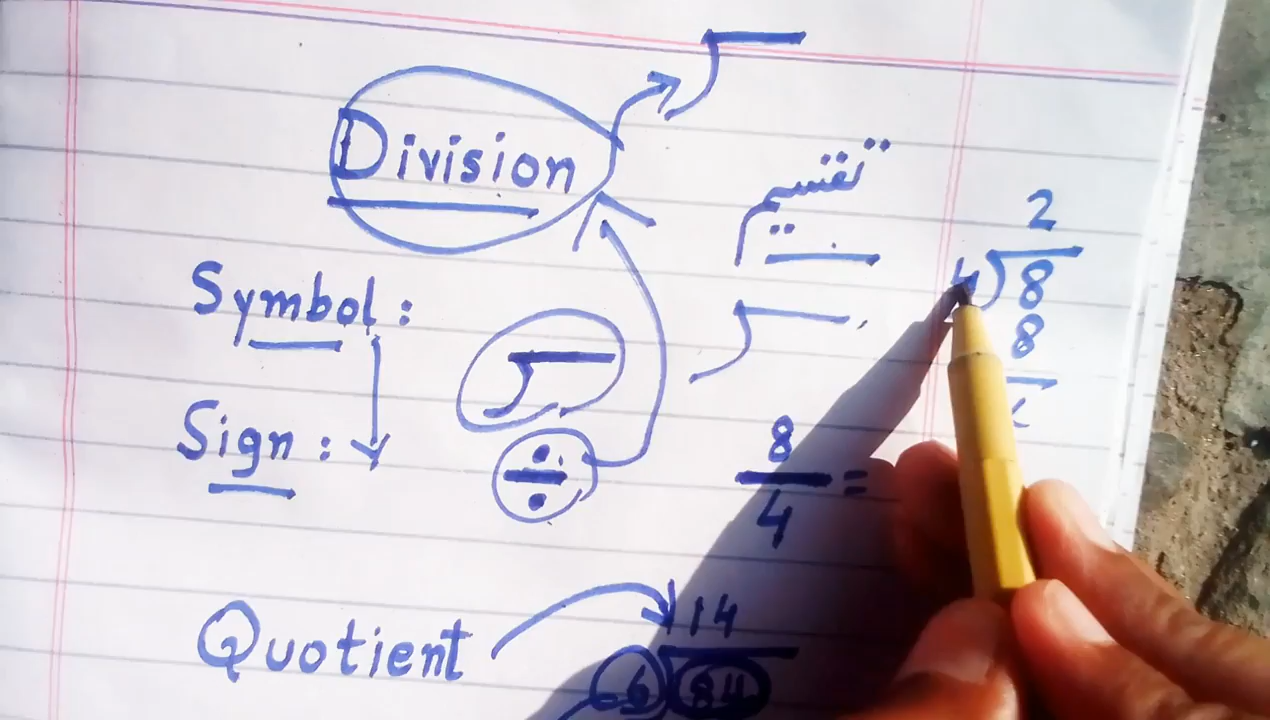 Division
تقسیم
2
4 8
8
Symbol :
Sign : ÷
8
4 =
Quotient
14
6 84